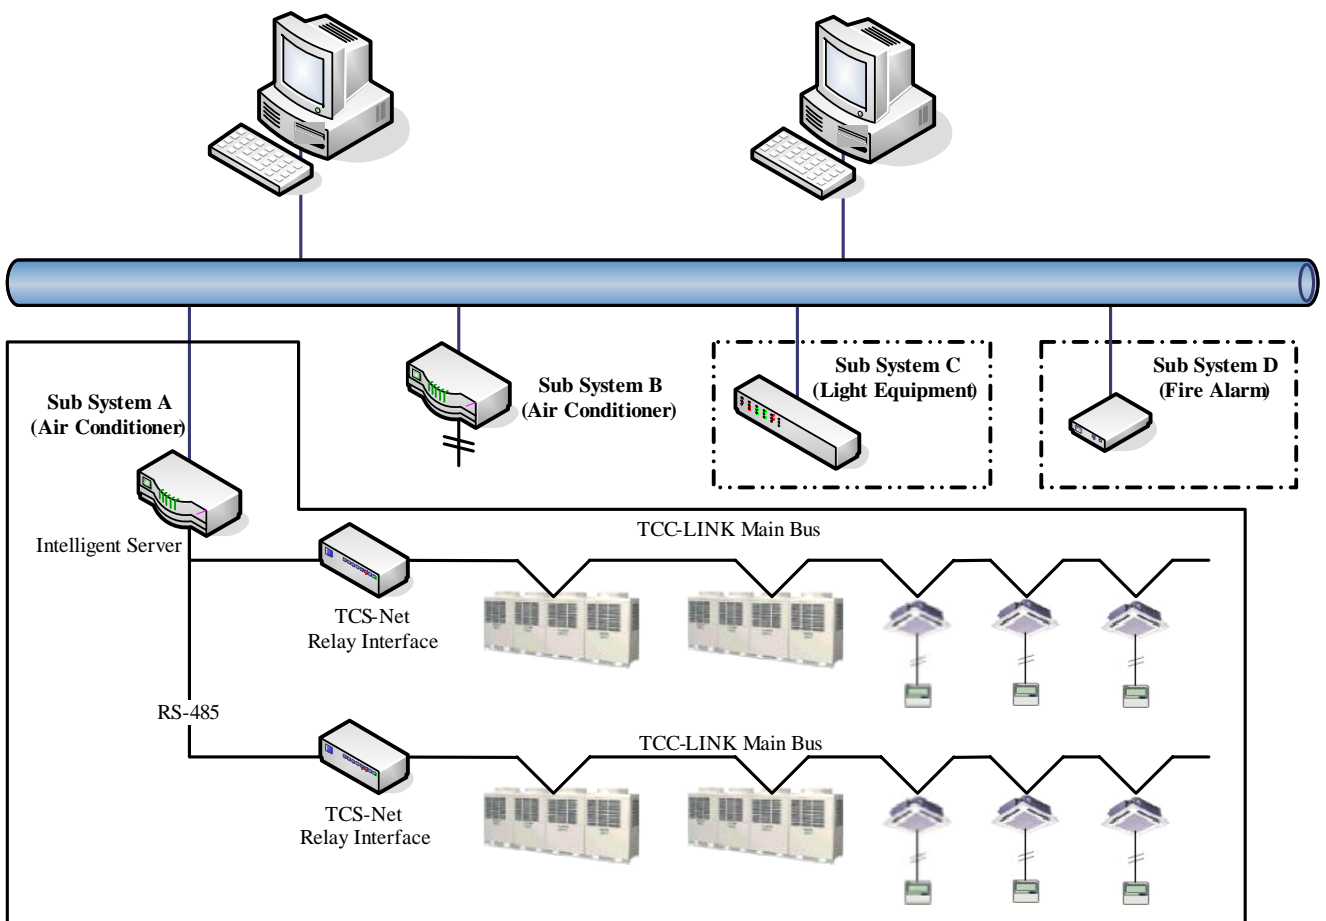 Sub System A
(Air Conditioner)
Sub System B
(Air Conditioner)
Sub System C
(Light Equipment)
Sub System D
(Fire Alarm)
Intelligent Server
TCC-LINK Main Bus
TCS-Net
Relay Interface
RS-485
TCC-LINK Main Bus
TCS-Net
Relay Interface